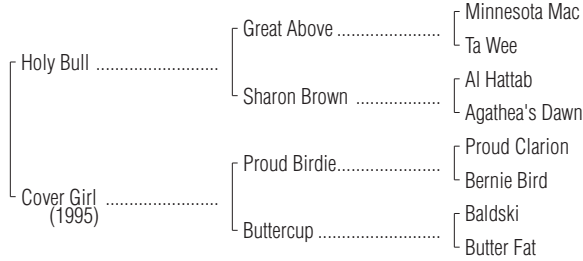 Minnesota Mac
Great Above ....................
Ta Wee
Holy Bull ........................
Al Hattab
Sharon Brown ................
Agathea's Dawn
Proud Clarion
Proud Birdie....................
Bernie Bird
Cover Girl ......................
(1995)
Baldski
Buttercup .......................
Butter Fat